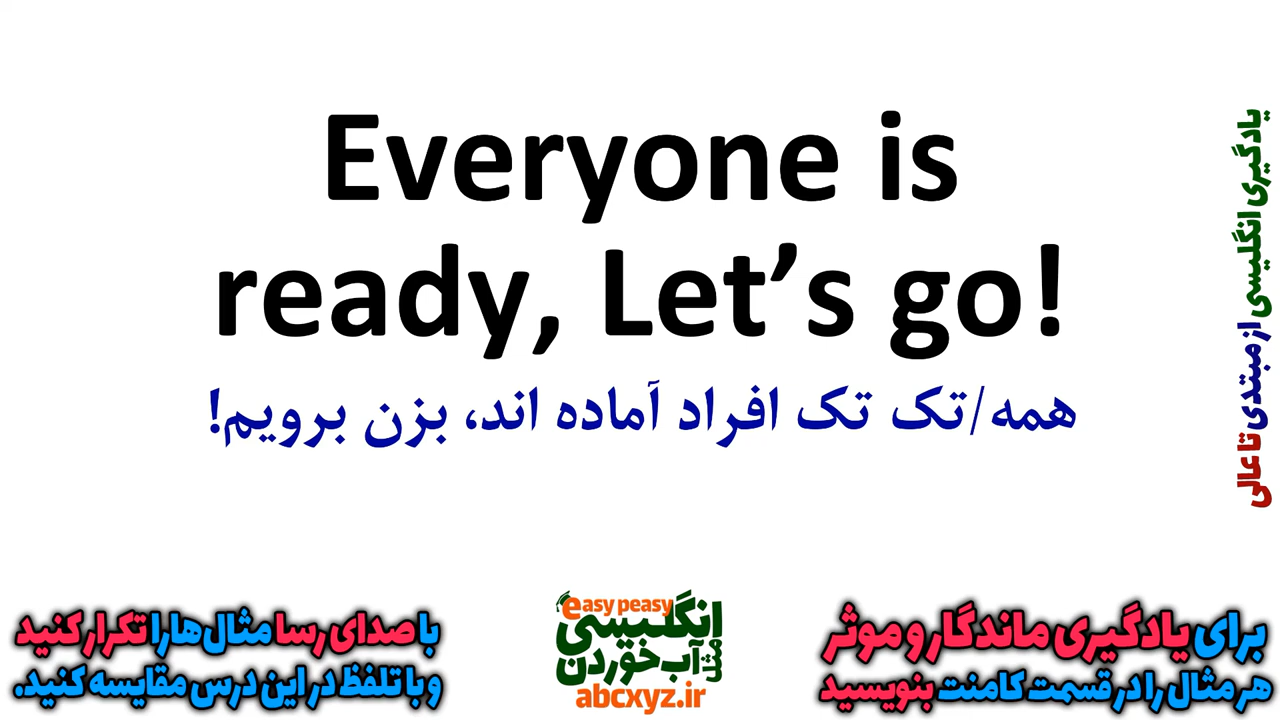 Everyone is
ready, Let’s go!
همه/تک تک افراد آماده اند، بزن برویم!
یادگیری انگلیسی از مبتدی تا عالی
با صدای رسا مثال‌ها را تکرار کنید
و با تلفظ در این درس مقایسه کنید.
easy peasy
انگلیسی
مثل
آب خوردن
abcxyz.ir
برای یادگیری ماندگار و موثر
هر مثال را در قسمت کامنت بنویسید